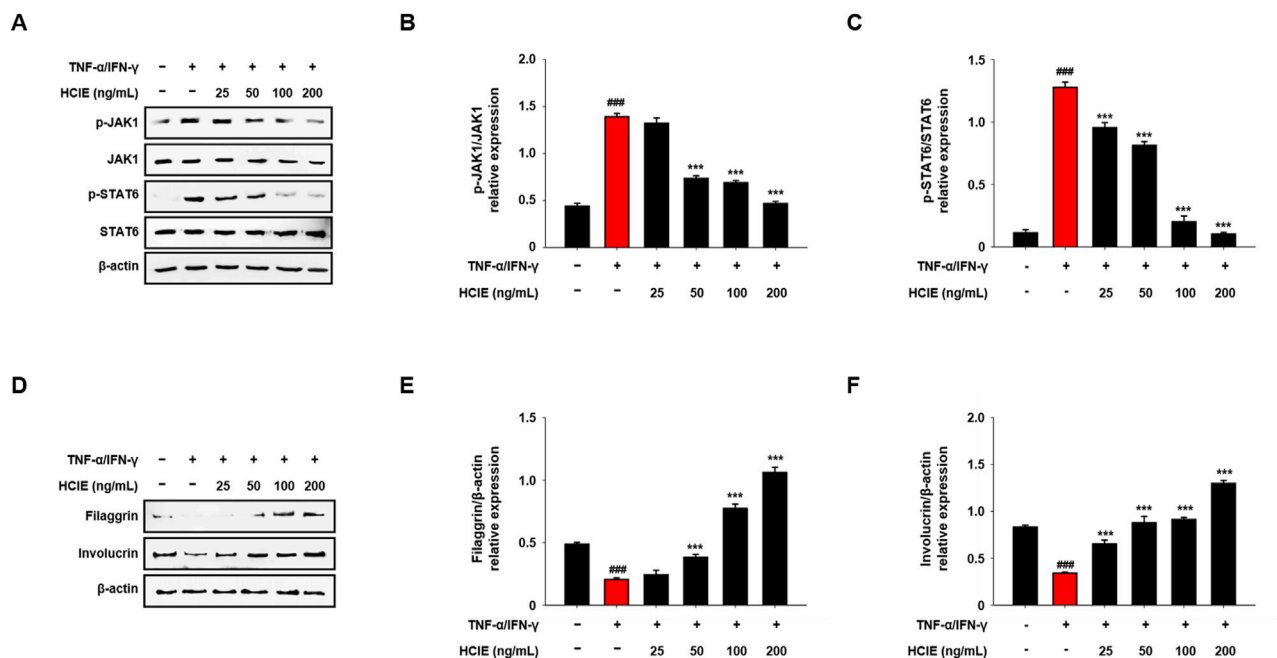 A
TNF-α/IFN-γ – + + + + +
HCIE (ng/mL) – – 25 50 100 200
p-JAK1
JAK1
p-STAT6
STAT6
β-actin
B
p-JAK1/JAK1
relative expression
2.0
1.5
1.0
0.5
0
###
***
***
***
TNF-α/IFN-γ – + + + + +
HCIE (ng/mL) – – 25 50 100 200
C
p-STAT6/STAT6
relative expression
1.5
1.0
0.5
0.0
###
***
***
***
***
TNF-α/IFN-γ - + + + + +
HCIE (ng/mL) - - 25 50 100 200
D
TNF-α/IFN-γ – + + + + +
HCIE (ng/mL) – – 25 50 100 200
Filaggrin
Involucrin
β-actin
E
Filaggrin/β-actin
relative expression
1.5
1.0
0.5
0
###
***
***
***
TNF-α/IFN-γ – + + + + +
HCIE (ng/mL) – – 25 50 100 200
F
Involucrin/β-actin
relative expression
2.0
1.5
1.0
0.5
0.0
###
***
***
***
***
TNF-α/IFN-γ - + + + + +
HCIE (ng/mL) - - 25 50 100 200